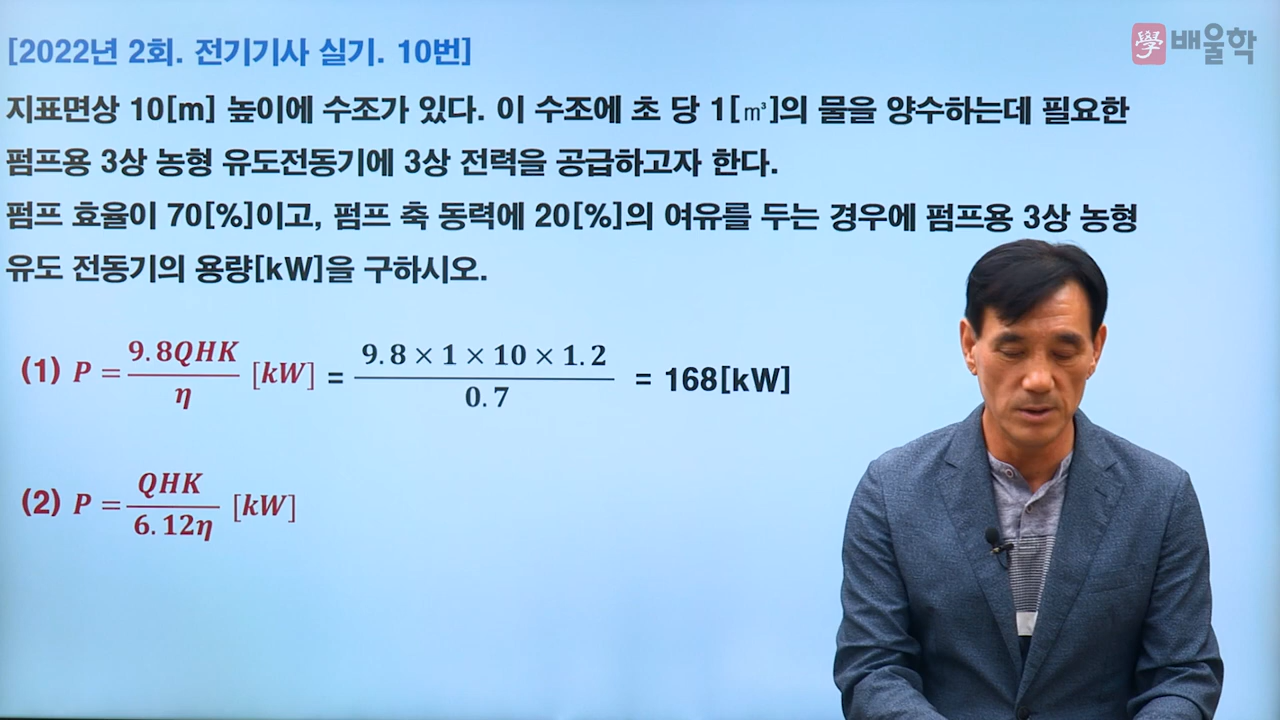 [2022년 2회. 전기기사 실기. 10번]
學 배울학
지표면상 10[m] 높이에 수조가 있다. 이 수조에 초 당 1[㎥]의 물을 양수하는데 필요한
펌프용 3상 농형 유도전동기에 3상 전력을 공급하고자 한다.
펌프 효율이 70[%]이고, 펌프 축 동력에 20[%]의 여유를 두는 경우에 펌프용 3상 농형
유도 전동기의 용량[kW]을 구하시오.
(1) P = 9.8QHK / η [kW] = 9.8 × 1 × 10 × 1.2 / 0.7 = 168[kW]
(2) P = QHK / 6.12η [kW]